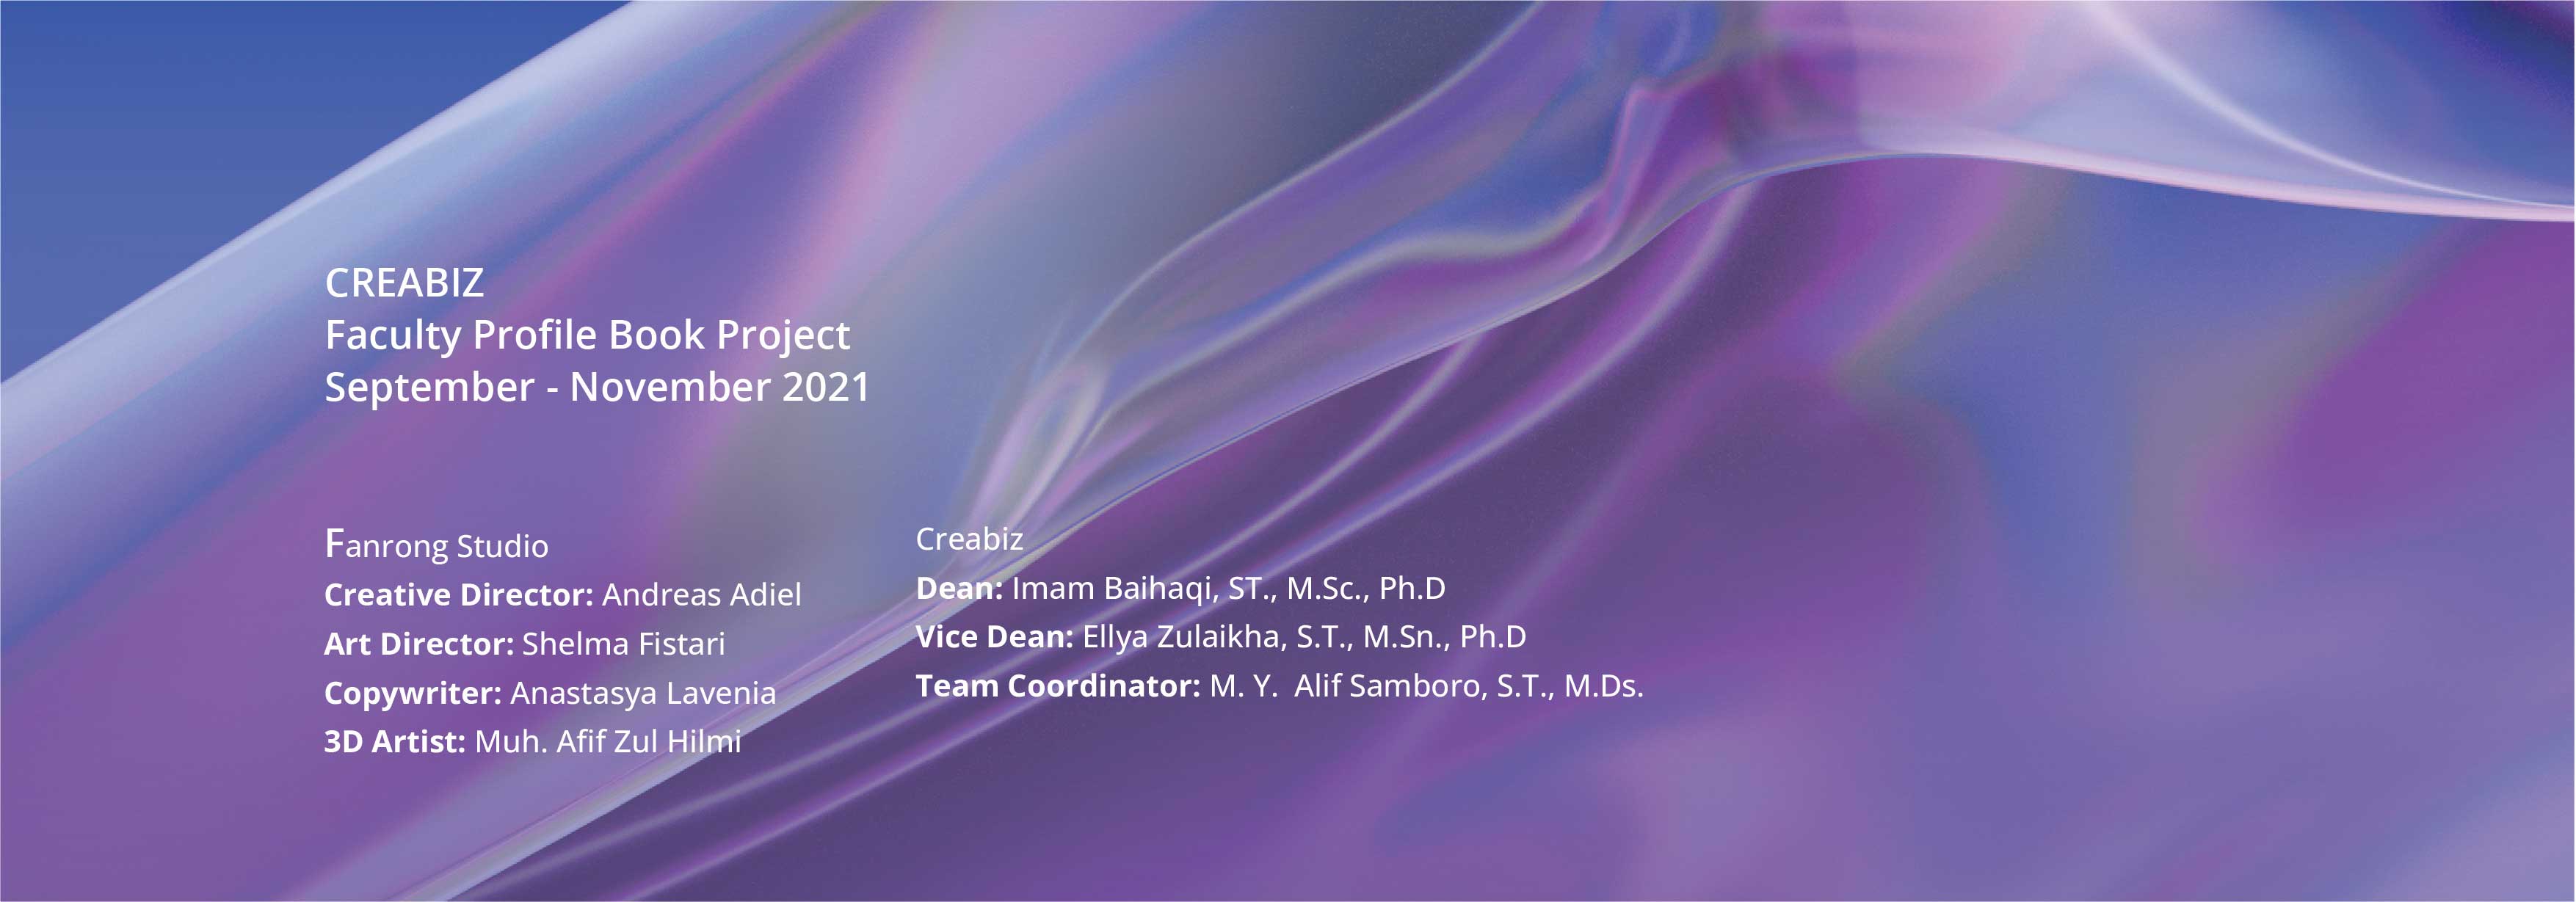 CREABIZ
Faculty Profile Book Project
September - November 2021
Fanrong Studio
Creative Director: Andreas Adiel
Art Director: Shelma Fistari
Copywriter: Anastasya Lavenia
3D Artist: Muh. Afif Zul Hilmi
Creabiz
Dean: Imam Baihaqi, ST., M.Sc., Ph.D
Vice Dean: Ellya Zulaikha, S.T., M.Sn., Ph.D
Team Coordinator: M. Y.  Alif Samboro, S.T., M.Ds.